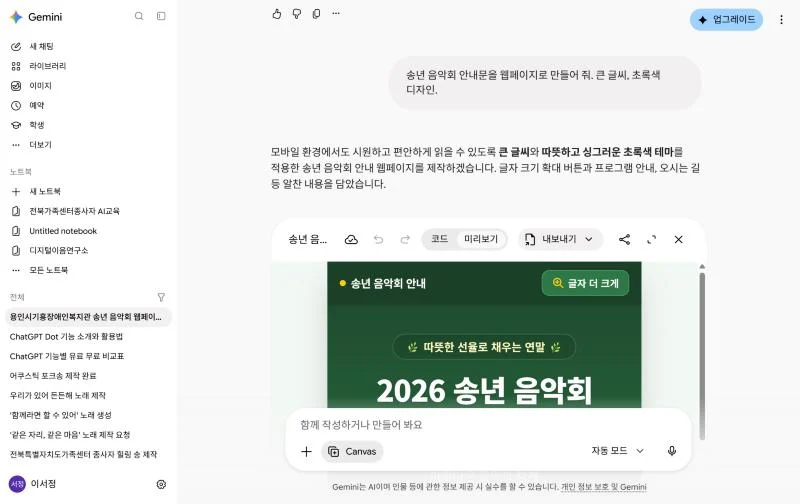 Gemini
새 채팅
라이브러리
이미지
예약
학생
더보기
노트북
새 노트북
전북가족센터종사자 AI교육
Untitled notebook
디지털이음연구소
모든 노트북
전체
용인시기흥장애인복지관 송년 음악회 웹페이...
ChatGPT Dot 기능 소개와 활용법
ChatGPT 기능별 유료 무료 비교표
어쿠스틱 포크송 제작 완료
우리가 있어 든든해 노래 제작
'함께라면 할 수 있어' 노래 생성
'같은 자리, 같은 마음' 노래 제작 요청
전북특별자치도가족센터 종사자 힐링 송 제작
서정
이서정
업그레이드
송년 음악회 안내문을 웹페이지로 만들어 줘. 큰 글씨, 초록색
디자인.
모바일 환경에서도 시원하고 편안하게 읽을 수 있도록 큰 글씨와 따뜻하고 싱그러운 초록색 테마를
적용한 송년 음악회 안내 웹페이지를 제작하겠습니다. 글자 크기 확대 버튼과 프로그램 안내, 오시는 길
등 알찬 내용을 담았습니다.
송년 음...
코드
미리보기
내보내기
송년 음악회 안내
글자 더 크게
따뜻한 선율로 채우는 연말
2026 송년 음악회
함께 작성하거나 만들어 봐요
Canvas
자동 모드
Gemini는 AI이며 인물 등에 관한 정보 제공 시 실수를 할 수 있습니다. 개인 정보 보호 및 Gemini